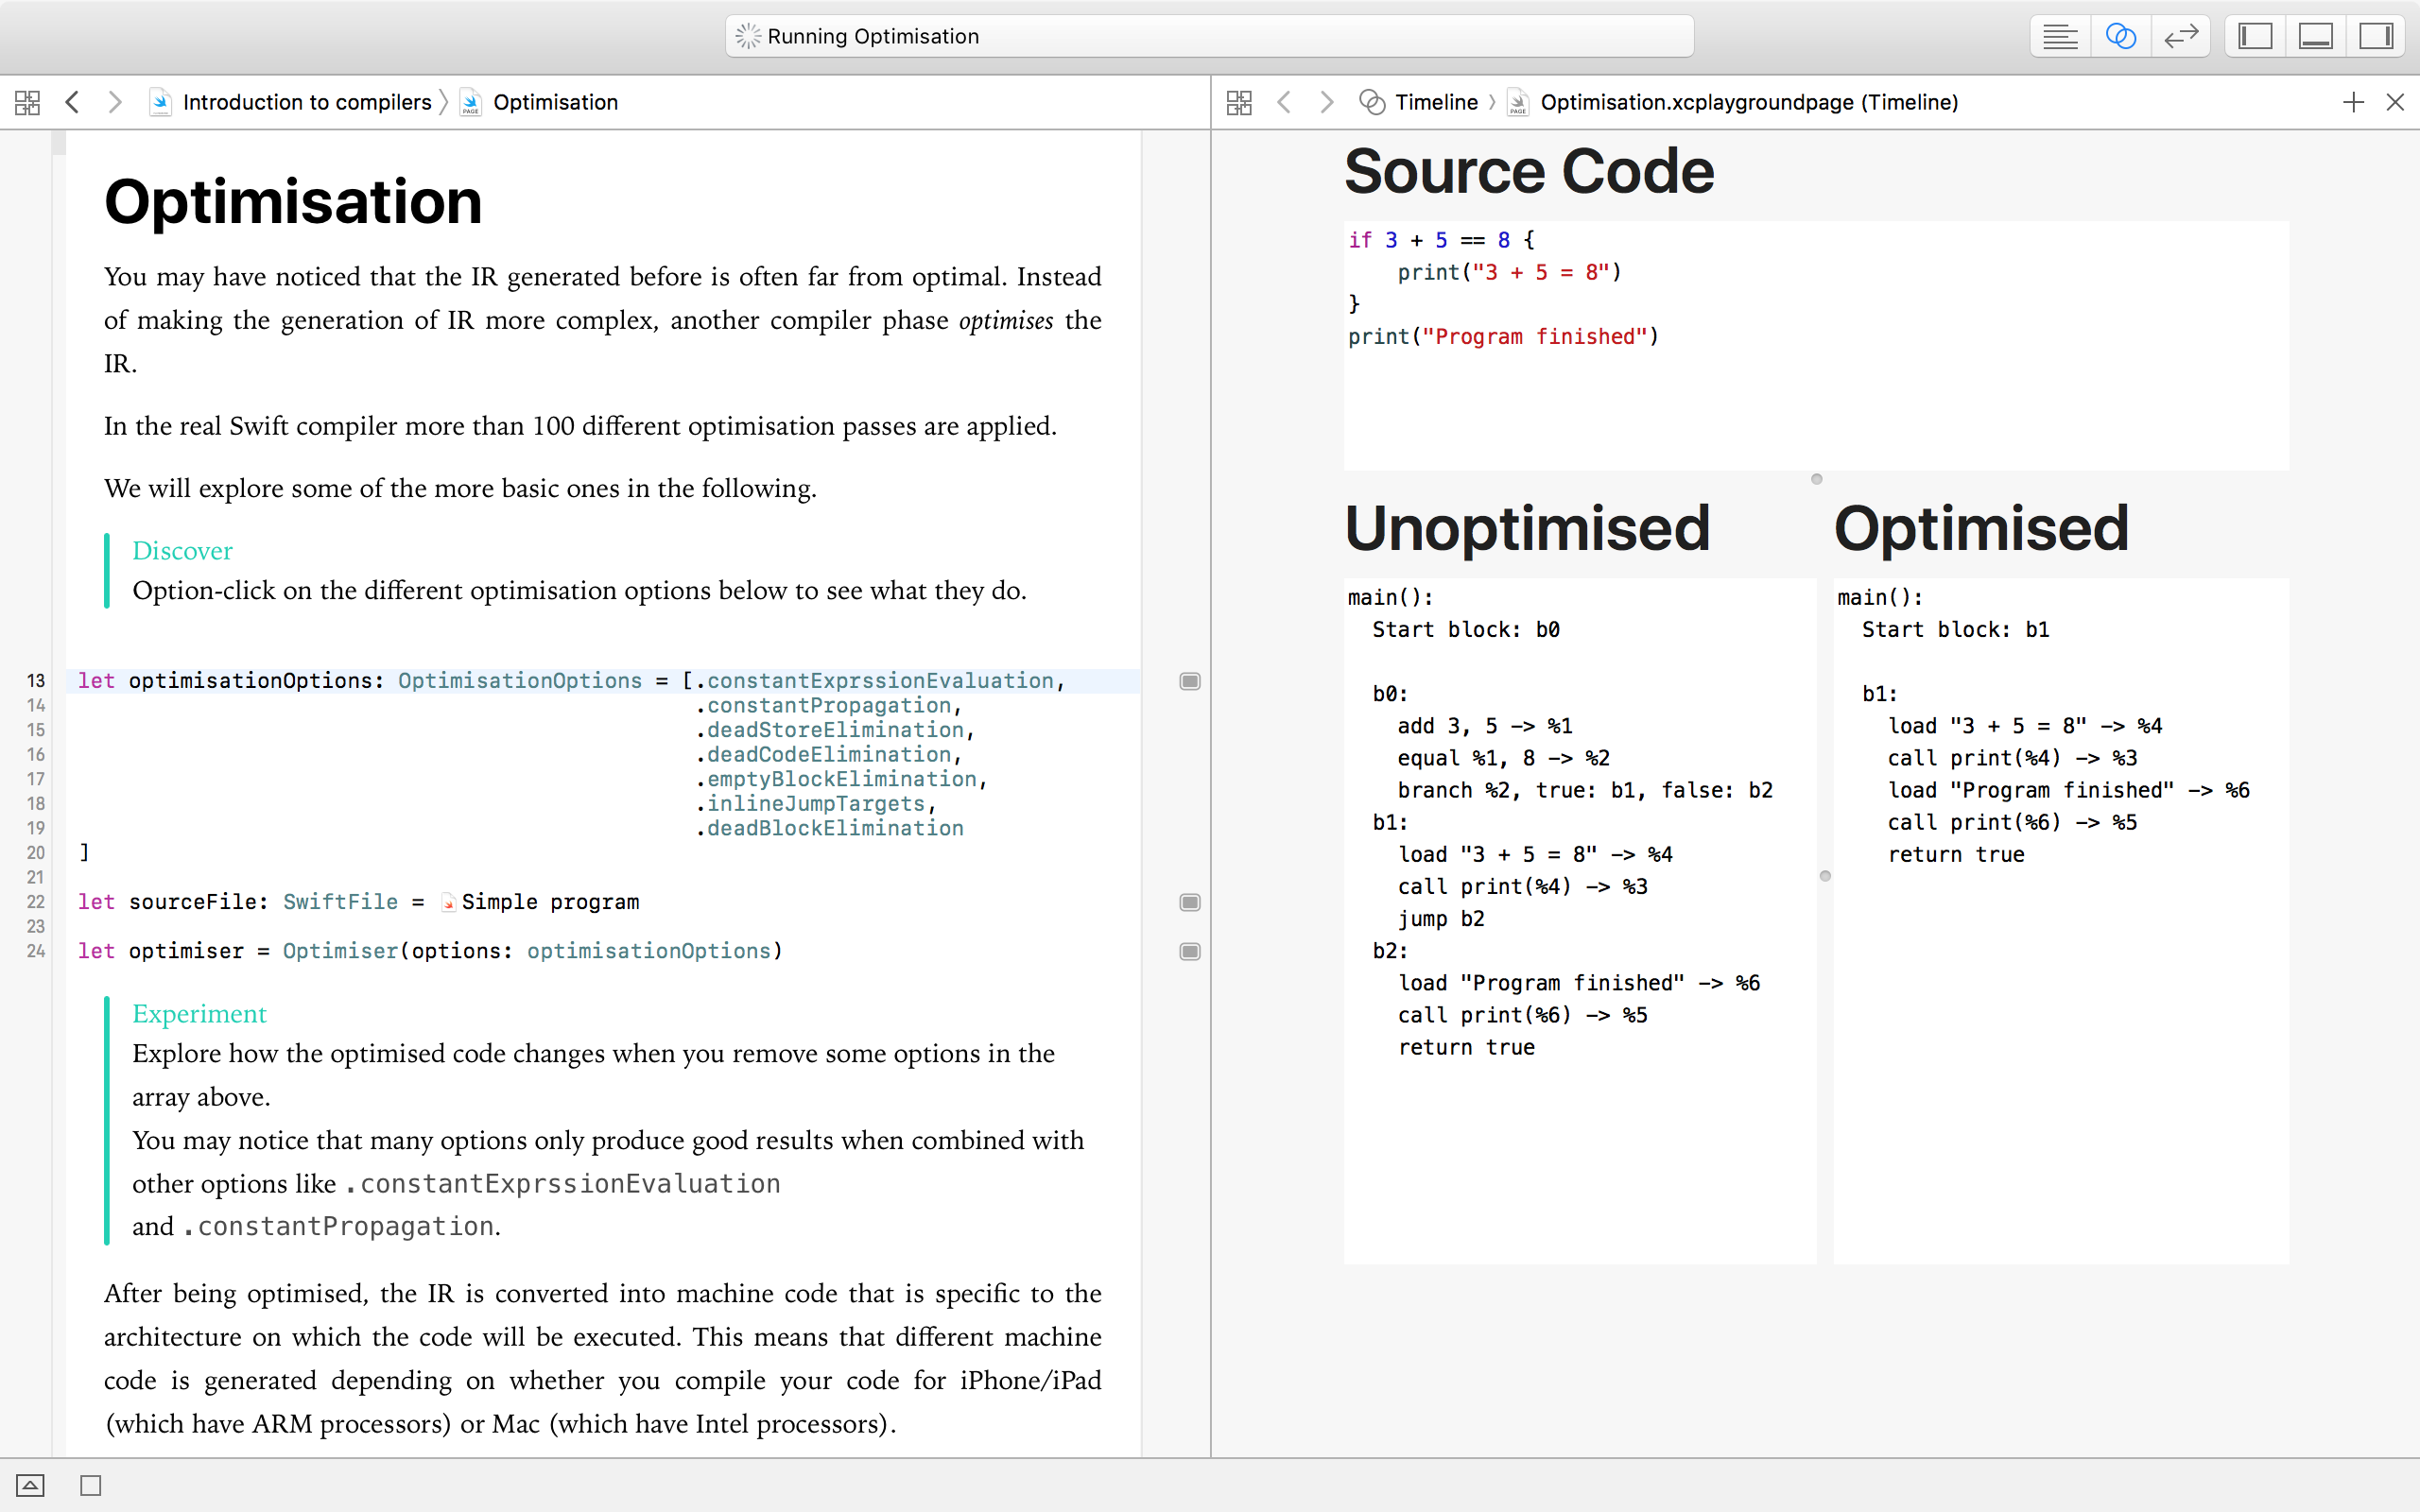 Running Optimisation
Introduction to compilers
Optimisation
Timeline
Optimisation.xcplaygroundpage (Timeline)
Optimisation
You may have noticed that the IR generated before is often far from optimal. Instead
of making the generation of IR more complex, another compiler phase optimises the
IR.
In the real Swift compiler more than 100 different optimisation passes are applied.
We will explore some of the more basic ones in the following.
Discover
Option-click on the different optimisation options below to see what they do.
13 let optimisationOptions: OptimisationOptions = [.constantExprssionEvaluation,
14 .constantPropagation,
15 .deadStoreElimination,
16 .deadCodeElimination,
17 .emptyBlockElimination,
18 .inlineJumpTargets,
19 .deadBlockElimination
20 ]
21
22 let sourceFile: SwiftFile = Simple program
23
24 let optimiser = Optimiser(options: optimisationOptions)
Experiment
Explore how the optimised code changes when you remove some options in the
array above.
You may notice that many options only produce good results when combined with
other options like .constantExprssionEvaluation
and .constantPropagation.
After being optimised, the IR is converted into machine code that is specific to the
architecture on which the code will be executed. This means that different machine
code is generated depending on whether you compile your code for iPhone/iPad
(which have ARM processors) or Mac (which have Intel processors).
Source Code
if 3 + 5 == 8 {
    print("3 + 5 = 8")
}
print("Program finished")
Unoptimised
main():
  Start block: b0
  b0:
    add 3, 5 -> %1
    equal %1, 8 -> %2
    branch %2, true: b1, false: b2
  b1:
    load "3 + 5 = 8" -> %4
    call print(%4) -> %3
    jump b2
  b2:
    load "Program finished" -> %6
    call print(%6) -> %5
    return true
Optimised
main():
  Start block: b1
  b1:
    load "3 + 5 = 8" -> %4
    call print(%4) -> %3
    load "Program finished" -> %6
    call print(%6) -> %5
    return true